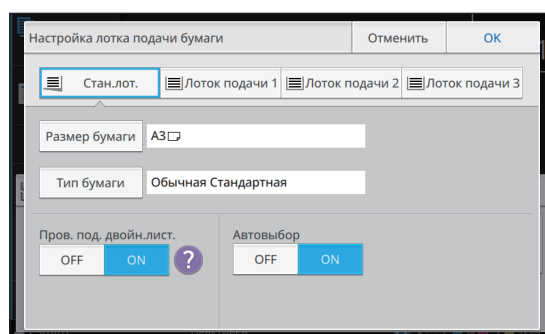 Настройка лотка подачи бумаги Отменить OK
Стан.лот. Лоток подачи 1 Лоток подачи 2 Лоток подачи 3
Размер бумаги A3
Тип бумаги Обычная Стандартная
Пров. под. двойн.лист. Автовыбор
OFF ON ? OFF ON